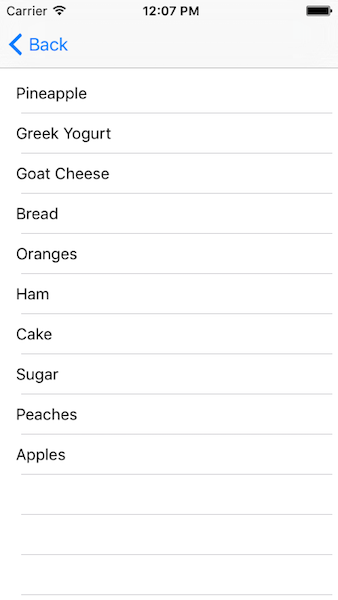 Carrier 12:07 PM
Back
Pineapple
Greek Yogurt
Goat Cheese
Bread
Oranges
Ham
Cake
Sugar
Peaches
Apples